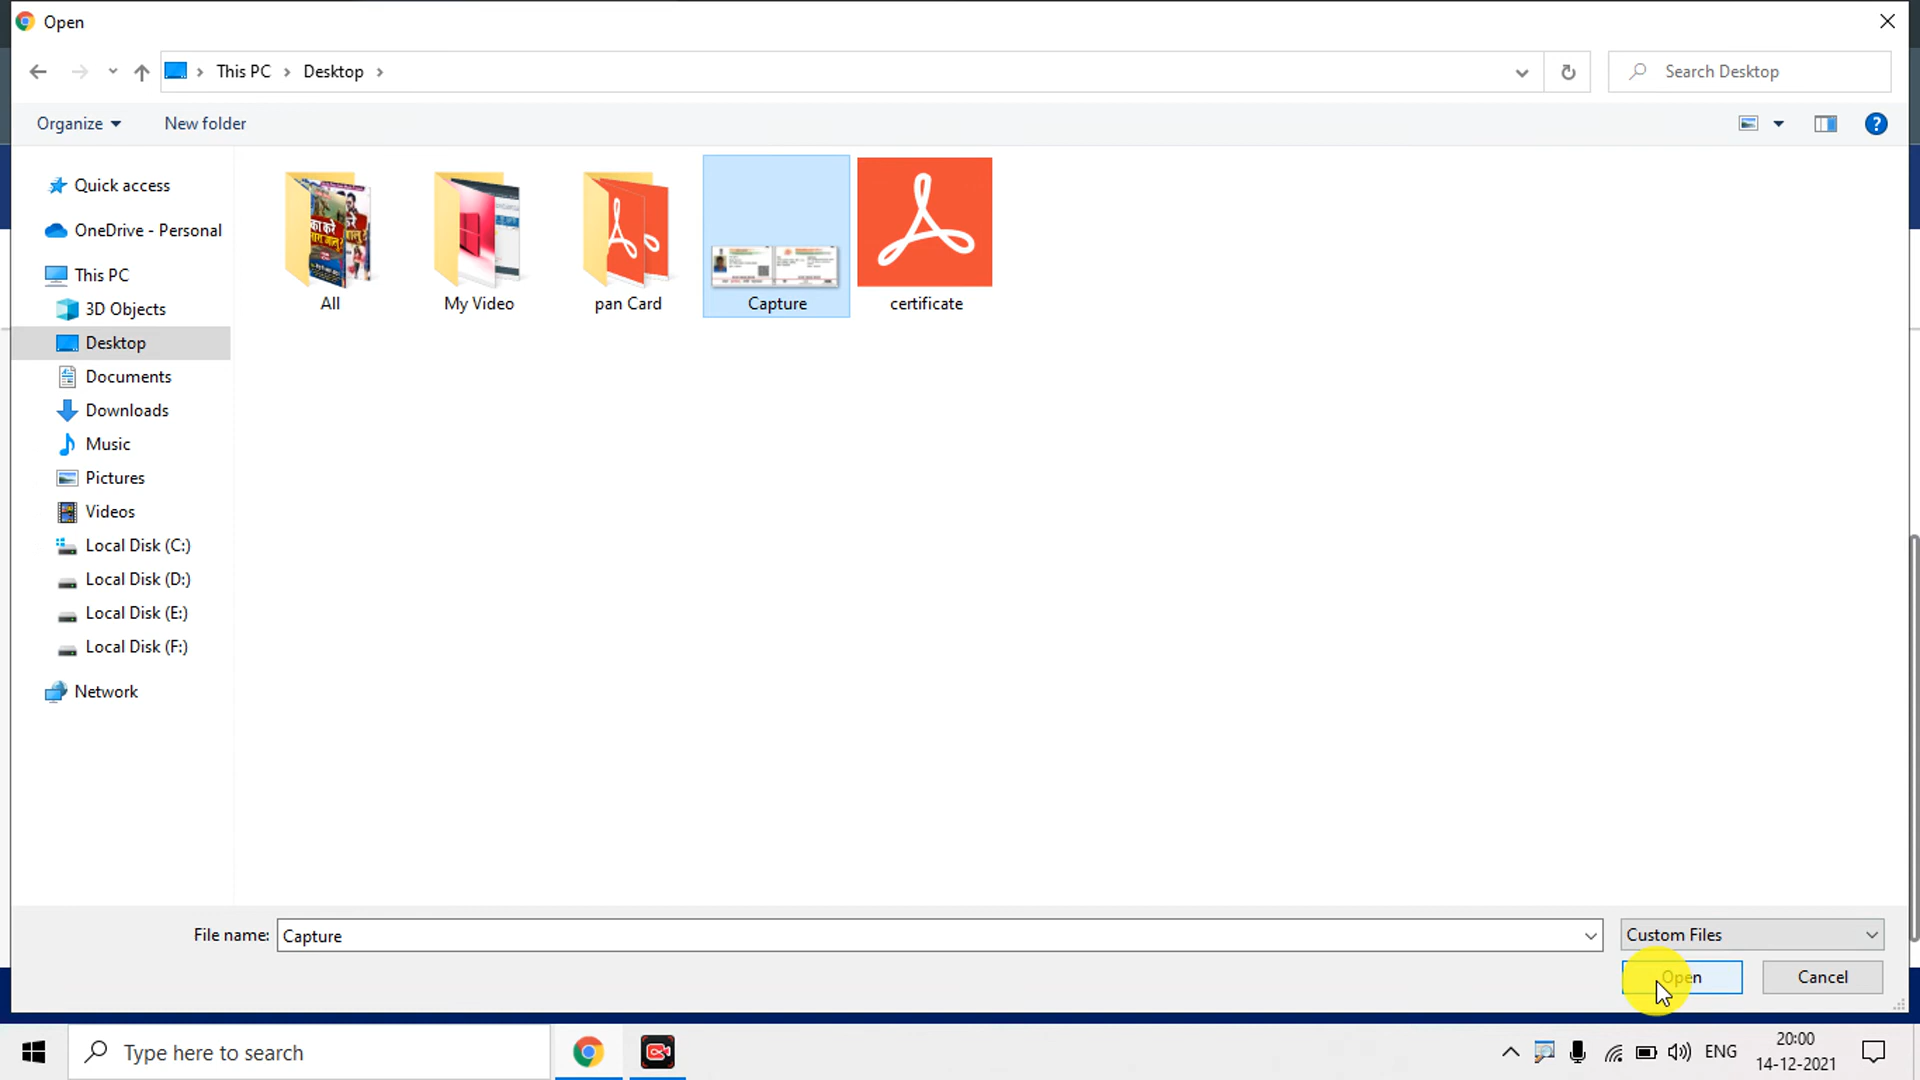 Open
This PC
Desktop
Search Desktop
Organize
New folder
Quick access
OneDrive - Personal
This PC
3D Objects
Desktop
Documents
Downloads
Music
Pictures
Videos
Local Disk (C:)
Local Disk (D:)
Local Disk (E:)
Local Disk (F:)
Network
All
My Video
pan Card
Capture
certificate
File name:
Capture
Custom Files
Open
Cancel
Type here to search
ENG
20:00
14-12-2021